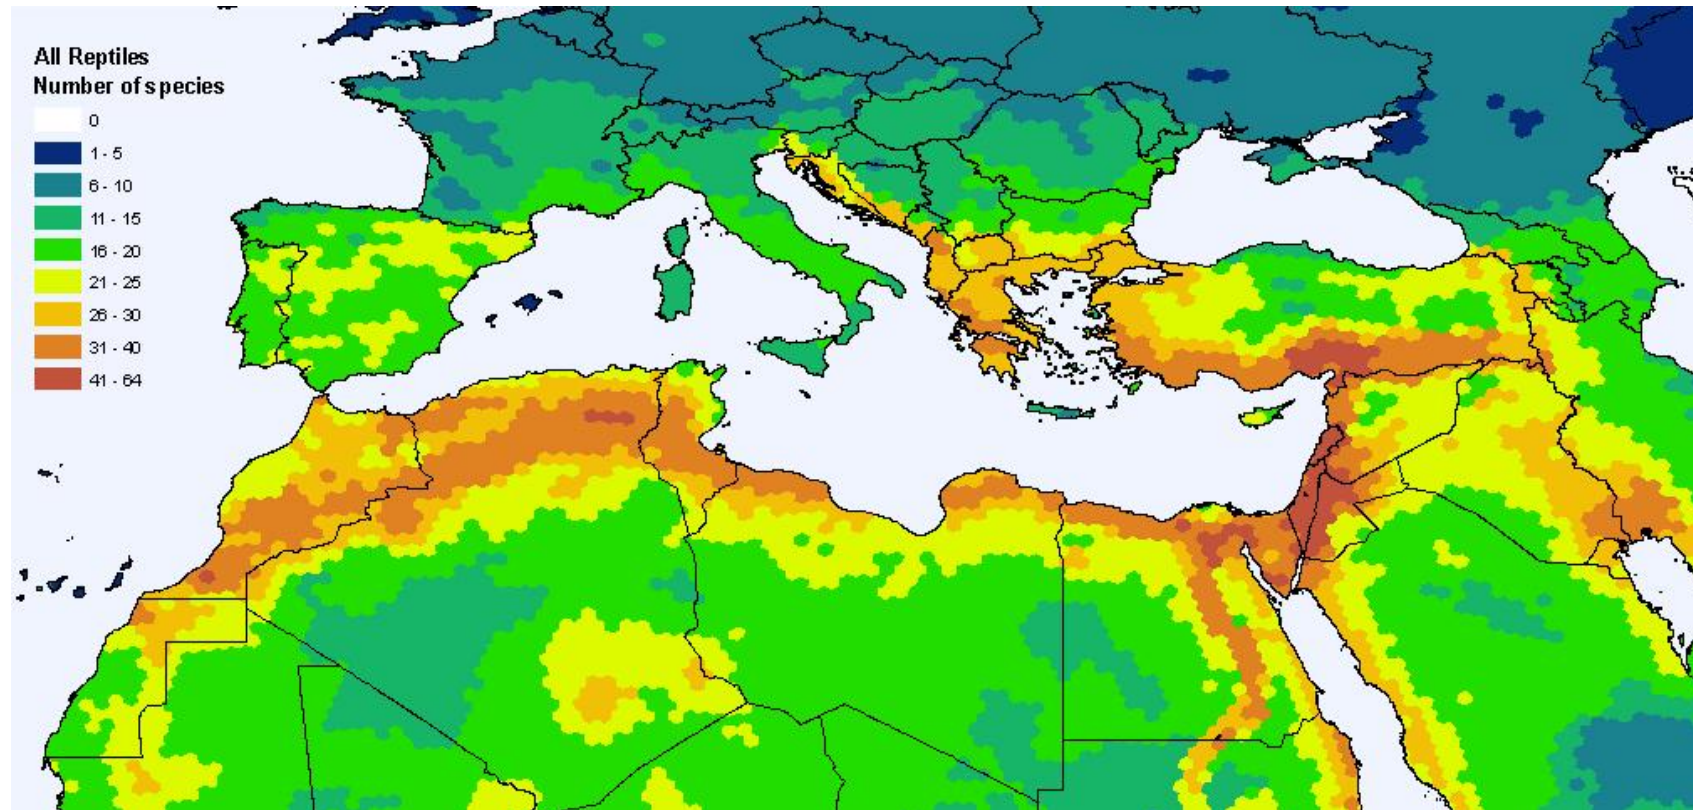 All Reptiles
Number of species
0
1 - 5
6 - 10
11 - 15
16 - 20
21 - 25
26 - 30
31 - 40
41 - 64